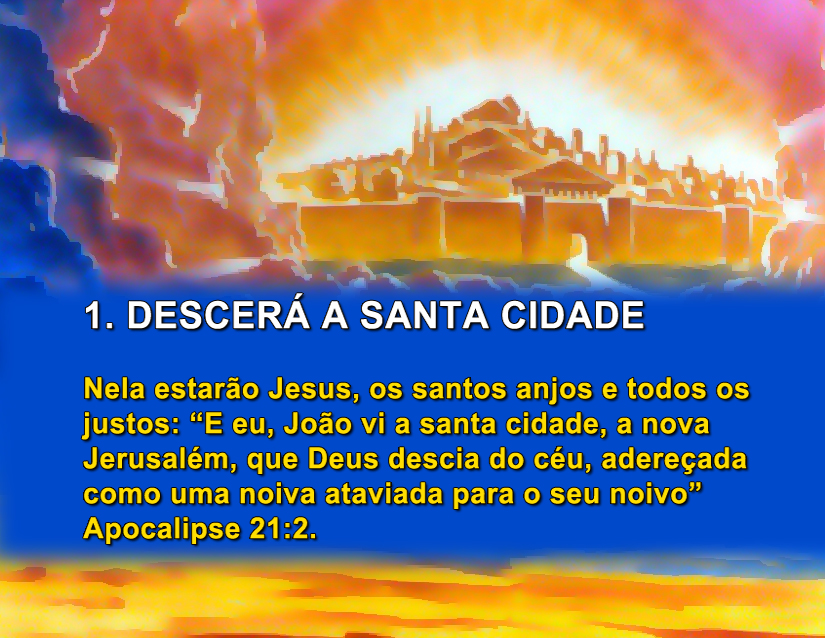 1. DESCERÁ A SANTA CIDADE
Nela estarão Jesus, os santos anjos e todos os
justos: “E eu, João vi a santa cidade, a nova
Jerusalém, que Deus descia do céu, adereçada
como uma noiva ataviada para o seu noivo”
Apocalipse 21:2.